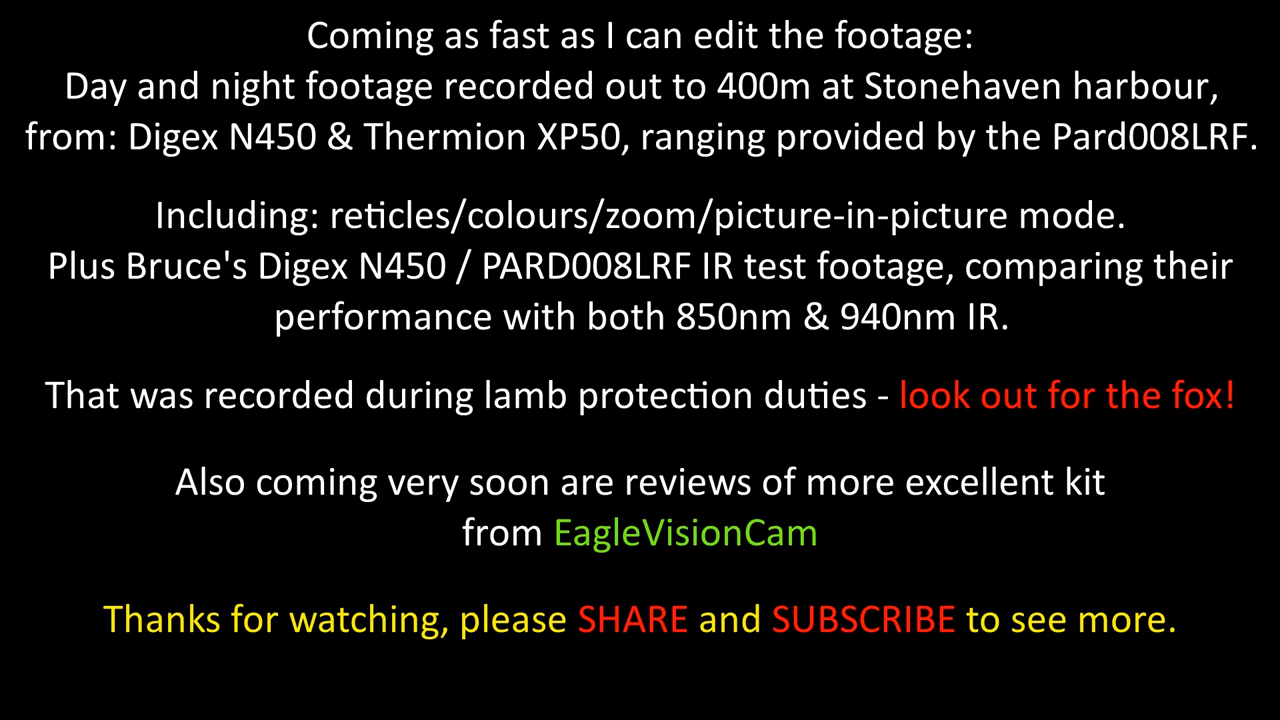 Coming as fast as I can edit the footage:
Day and night footage recorded out to 400m at Stonehaven harbour,
from: Digex N450 & Thermion XP50, ranging provided by the Pard008LRF.
Including: reticles/colours/zoom/picture-in-picture mode.
Plus Bruce's Digex N450 / PARD008LRF IR test footage, comparing their
performance with both 850nm & 940nm IR.
That was recorded during lamb protection duties - look out for the fox!
Also coming very soon are reviews of more excellent kit
from EagleVisionCam
Thanks for watching, please SHARE and SUBSCRIBE to see more.